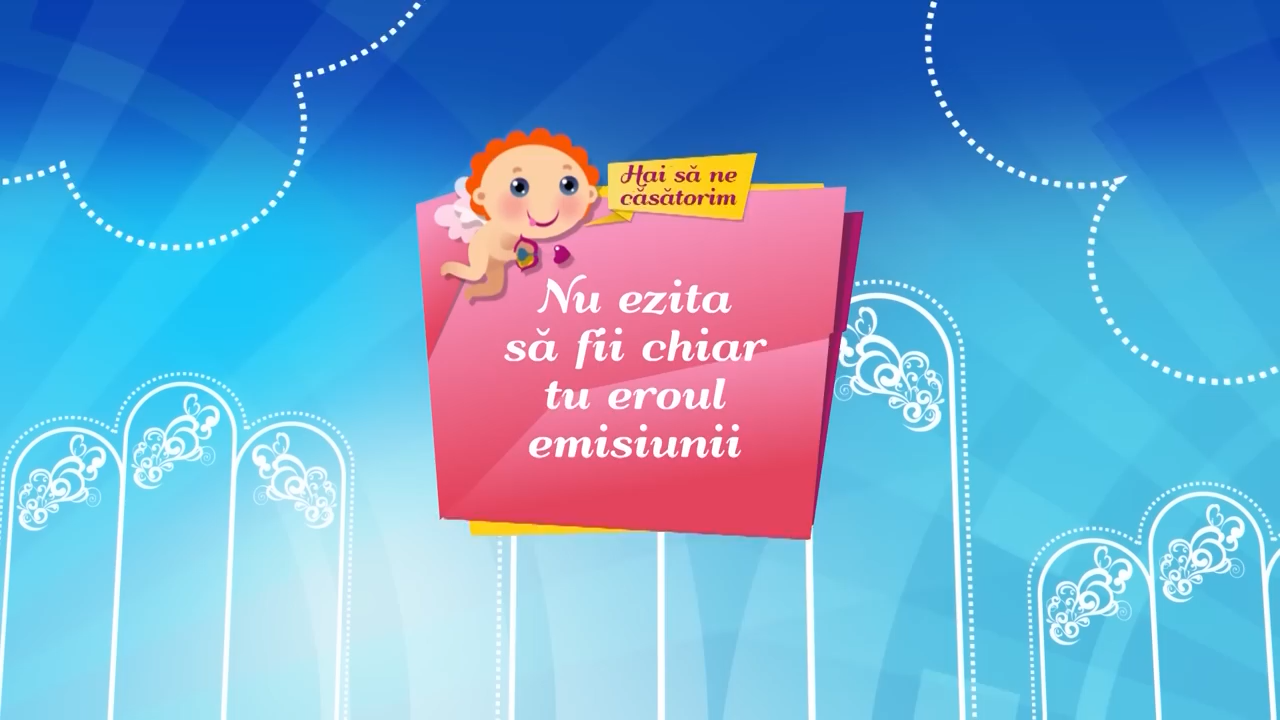 Hai să ne
căsătorim
Nu ezita
să fii chiar
tu eroul
emisiunii